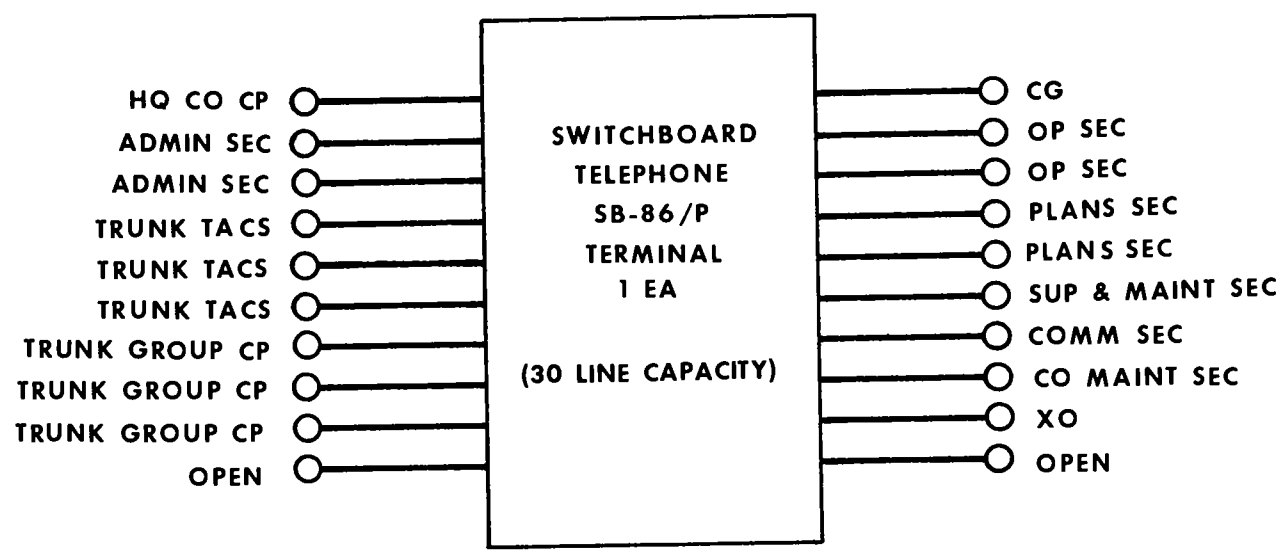 HQ CO CP
ADMIN SEC
ADMIN SEC
TRUNK TACS
TRUNK TACS
TRUNK TACS
TRUNK GROUP CP
TRUNK GROUP CP
TRUNK GROUP CP
OPEN
SWITCHBOARD
TELEPHONE
SB-86/P
TERMINAL
1 EA
(30 LINE CAPACITY)
CG
OP SEC
OP SEC
PLANS SEC
PLANS SEC
SUP & MAINT SEC
COMM SEC
CO MAINT SEC
XO
OPEN